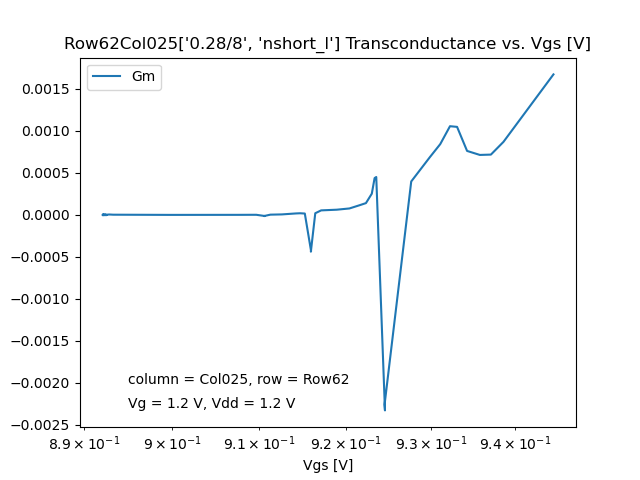 Row62Col025['0.28/8', 'nshort_l'] Transconductance vs. Vgs [V]
Gm
0.0015
0.0010
0.0005
0.0000
−0.0005
−0.0010
−0.0015
−0.0020
−0.0025
column = Col025, row = Row62
Vg = 1.2 V, Vdd = 1.2 V
8.9 × 10⁻¹ 9 × 10⁻¹ 9.1 × 10⁻¹ 9.2 × 10⁻¹ 9.3 × 10⁻¹ 9.4 × 10⁻¹
Vgs [V]